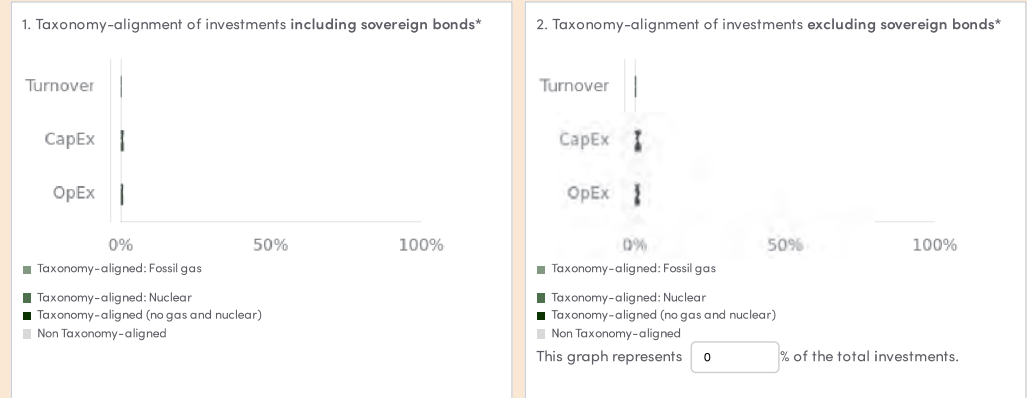 1. Taxonomy-alignment of investments including sovereign bonds*
Turnover
CapEx
OpEx
0% 50% 100%
Taxonomy-aligned: Fossil gas
Taxonomy-aligned: Nuclear
Taxonomy-aligned (no gas and nuclear)
Non Taxonomy-aligned
2. Taxonomy-alignment of investments excluding sovereign bonds*
Turnover
CapEx
OpEx
0% 50% 100%
Taxonomy-aligned: Fossil gas
Taxonomy-aligned: Nuclear
Taxonomy-aligned (no gas and nuclear)
Non Taxonomy-aligned
This graph represents 0 % of the total investments.